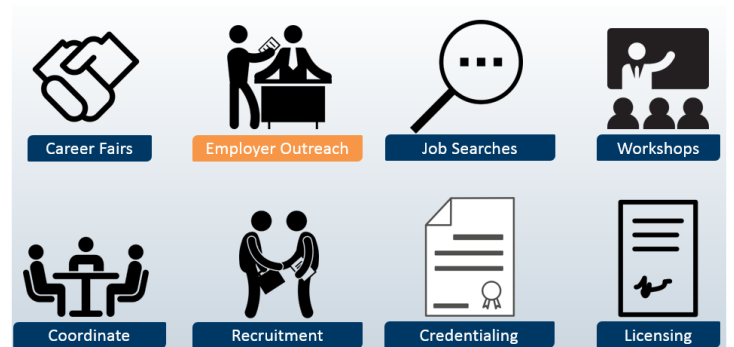 Career Fairs
Employer Outreach
Job Searches
Workshops
Coordinate
Recruitment
Credentialing
Licensing